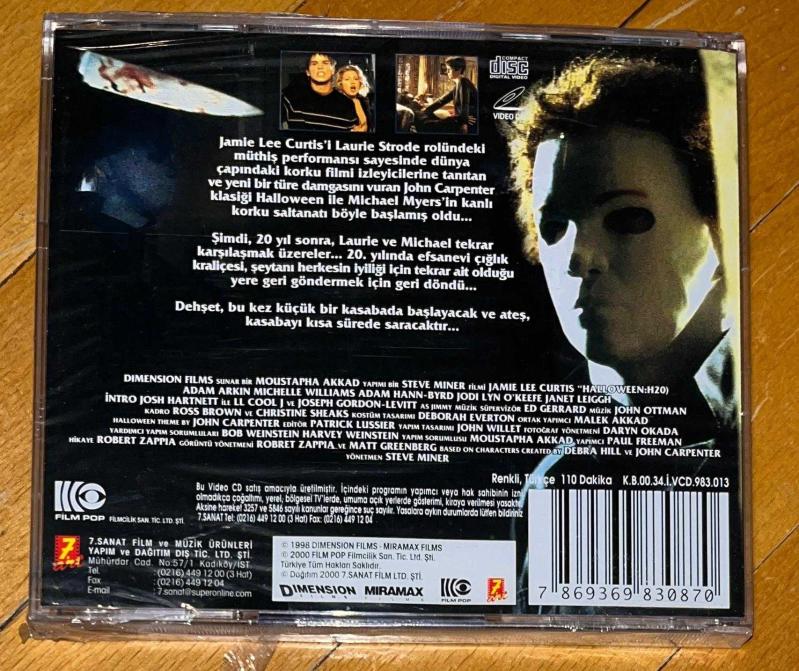 COMPACT
disc
DIGITAL VIDEO
VIDEO CD
Jamie Lee Curtis'i Laurie Strode rolündeki
müthiş performansı sayesinde dünya
çapındaki korku filmi izleyicilerine tanıtan
ve yeni bir türe damgasını vuran John Carpenter
klasiği Halloween ile Michael Myers'in kanlı
korku saltanatı böyle başlamış oldu...
Şimdi, 20 yıl sonra, Laurie ve Michael tekrar
karşılaşmak üzereler... 20. yılında efsanevi çığlık
kraliçesi, şeytanı herkesin iyiliği için tekrar ait olduğu
yere geri göndermek için geri döndü...
Dehşet, bu kez küçük bir kasabada başlayacak ve ateş,
kasabayı kısa sürede saracaktır...
DIMENSION FILMS SUNAR BIR MOUSTAPHA AKKAD YAPIMI BİR STEVE MINER FİLMİ JAMIE LEE CURTIS "HALLOWEEN:H20)
ADAM ARKIN MICHELLE WILLIAMS ADAM HANN-BYRD JODI LYN O'KEEFE JANET LEIGGH
İNTRO JOSH HARTNETT İLE LL COOL J VE JOSEPH GORDON-LEVITT AS JIMMY MÜZİK SÜPERVİZÖR ED GERRARD MÜZİK JOHN OTTMAN
KADRO ROSS BROWN ve CHRISTINE SHEAKS KOSTÜM TASARIMI DEBORAH EVERTON ORTAK YAPIMCI MALEK AKKAD
HALLOWEEN THEME BY JOHN CARPENTER EDİTÖR PATRICK LUSSIER YAPIM TASARIMI JOHN WILLET FOTOĞRAF YÖNETMENİ DARYN OKADA
YARDIMCI YAPIM SORUMLULARI BOB WEINSTEIN HARVEY WEINSTEIN YAPIM SORUMLUSU MOUSTAPHA AKKAD YAPIMCI PAUL FREEMAN
HİKAYE ROBERT ZAPPIA GÖRÜNTÜ YÖNETMENİ ROBRET ZAPPIA VE MATT GREENBERG BASED ON CHARACTERS CREATED BY DEBRA HILL ve JOHN CARPENTER
YÖNETMEN STEVE MINER
FILM POP FILMCILIK SAN. TİC. LTD. ŞTİ.
Bu Video CD satış amacıyla üretilmiştir. İçindeki programın yapımcı veya hak sahibinin izni
olmadıkça çoğaltımı, yerel, bölgesel TV'lerde, umuma açık yerlerde gösterimi, kiraya verilmesi yasaktır
Aksine hareket 3257 ve 5846 sayılı kanunlar gereğince suç sayılır. Yasalara aykırı durumlarda lütfen bildiriniz
7.SANAT Tel: (0216) 449 12 00 (3 Hat) Fax: (0216) 449 12 04
Renkli, Türkçe 110 Dakika K.B.00.34.İ.VCD.983.013
7.SANAT FİLM ve MÜZİK ÜRÜNLERİ
YAPIM ve DAĞITIM DIŞ TİC. LTD. ŞTİ.
Mühürdar Cad. No:57/1 Kadıköy/İST
Tel. :(0216) 449 12 00 (3 Hat)
Fax :(0216) 449 12 04
E-mail :7.sanat@superonline.com
© 1998 DIMENSION FILMS - MIRAMAX FILMS
© 2000 FILM POP Filmcilik San. Tic. Ltd. Şti.
Türkiye Tüm Hakları Saklıdır.
© Dağıtım 2000 7.SANAT FİLM LTD. ŞTİ.
DIMENSION FILMS MIRAMAX FILMS FILM POP
7 869369 830870